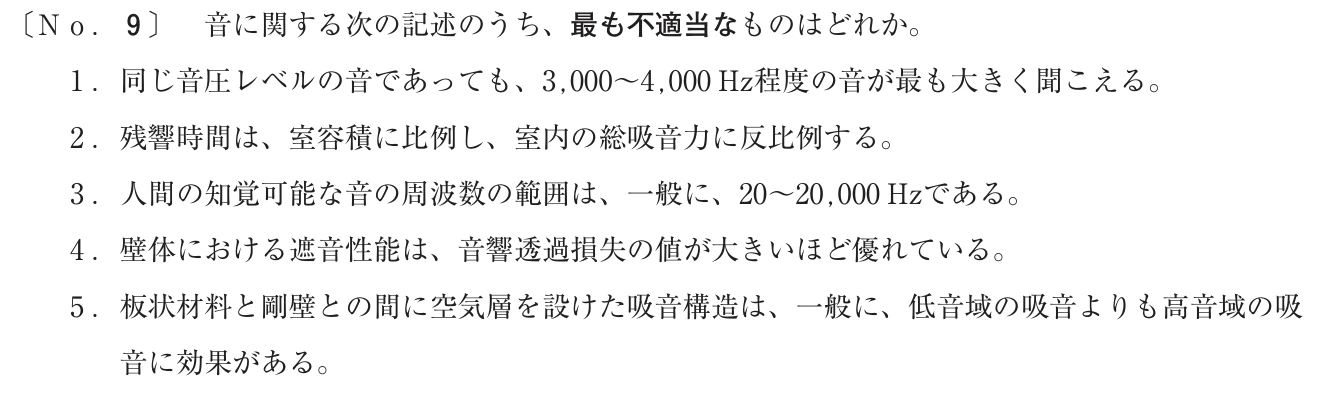 〔Ｎｏ．９〕　音に関する次の記述のうち、最も不適当なものはどれか。
１．同じ音圧レベルの音であっても、3,000～4,000 Hz程度の音が最も大きく聞こえる。
２．残響時間は、室容積に比例し、室内の総吸音力に反比例する。
３．人間の知覚可能な音の周波数の範囲は、一般に、20～20,000 Hzである。
４．壁体における遮音性能は、音響透過損失の値が大きいほど優れている。
５．板状材料と剛壁との間に空気層を設けた吸音構造は、一般に、低音域の吸音よりも高音域の吸
音に効果がある。